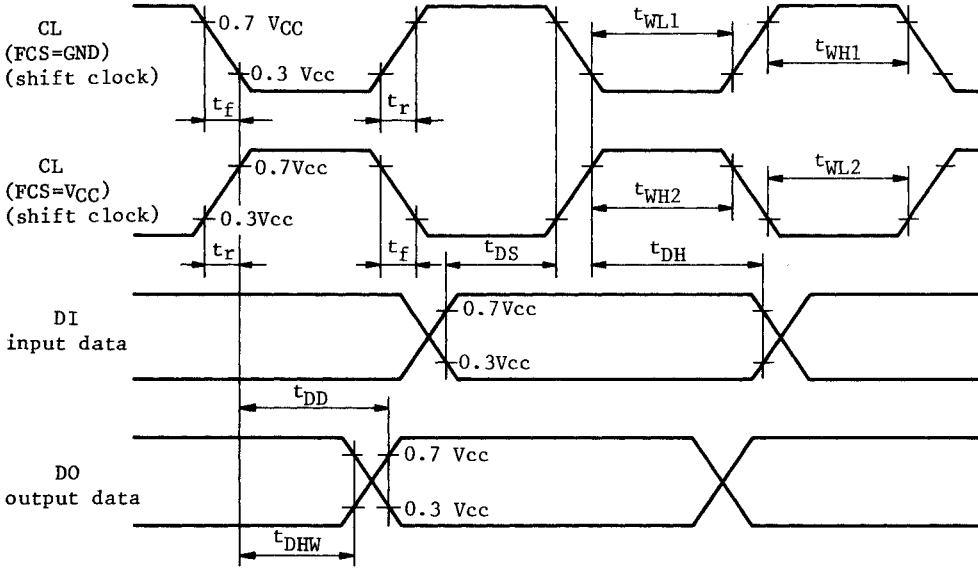 CL
(FCS=GND)
(shift clock)
0.7 VCC
0.3 Vcc
tf
tr
tWL1
tWH1
CL
(FCS=VCC)
(shift clock)
0.7Vcc
0.3Vcc
tr
tf
tDS
tWH2
tDH
tWL2
DI
input data
0.7Vcc
0.3Vcc
tDD
DO
output data
0.7 Vcc
0.3 Vcc
tDHW